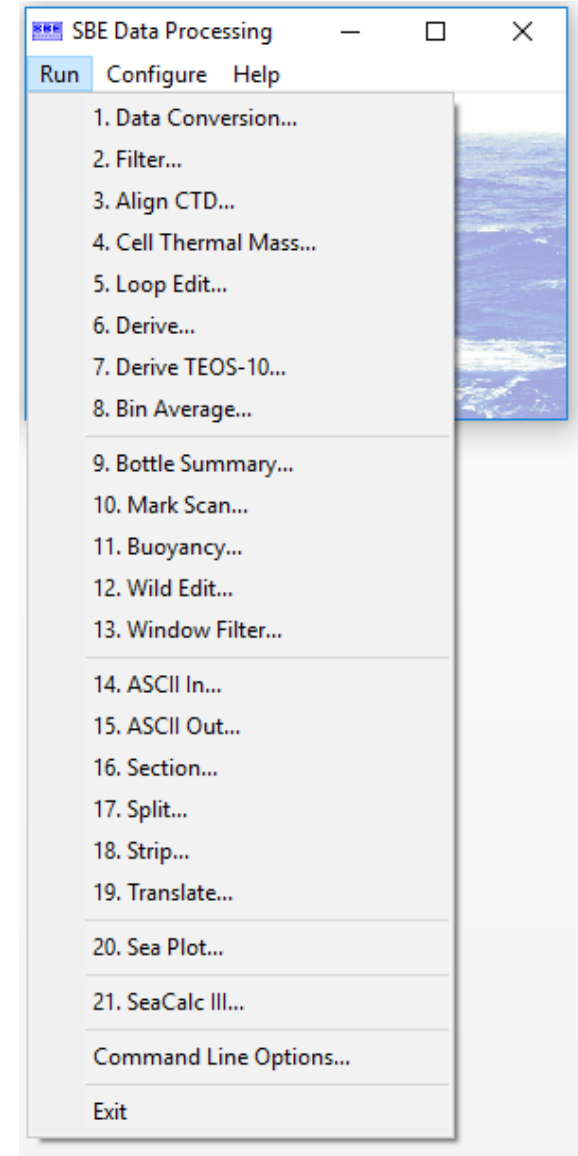 SBE SBE Data Processing
Run Configure Help
1. Data Conversion...
2. Filter...
3. Align CTD...
4. Cell Thermal Mass...
5. Loop Edit...
6. Derive...
7. Derive TEOS-10...
8. Bin Average...
9. Bottle Summary...
10. Mark Scan...
11. Buoyancy...
12. Wild Edit...
13. Window Filter...
14. ASCII In...
15. ASCII Out...
16. Section...
17. Split...
18. Strip...
19. Translate...
20. Sea Plot...
21. SeaCalc III...
Command Line Options...
Exit